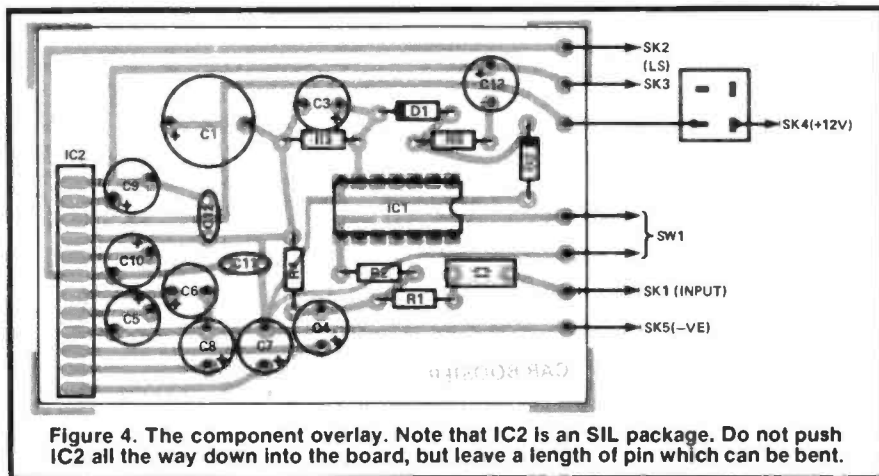 SK2
(LS)
SK3
SK4(+12V)
SW1
SK1 (INPUT)
SK5(-VE)
IC2
C1
C3
D1
C9
IC1
C10
C11
C6
C5
R4
R2
R1
C4
C8
C7
CAR BOOSTER
Figure 4. The component overlay. Note that IC2 is an SIL package. Do not push
IC2 all the way down into the board, but leave a length of pin which can be bent.